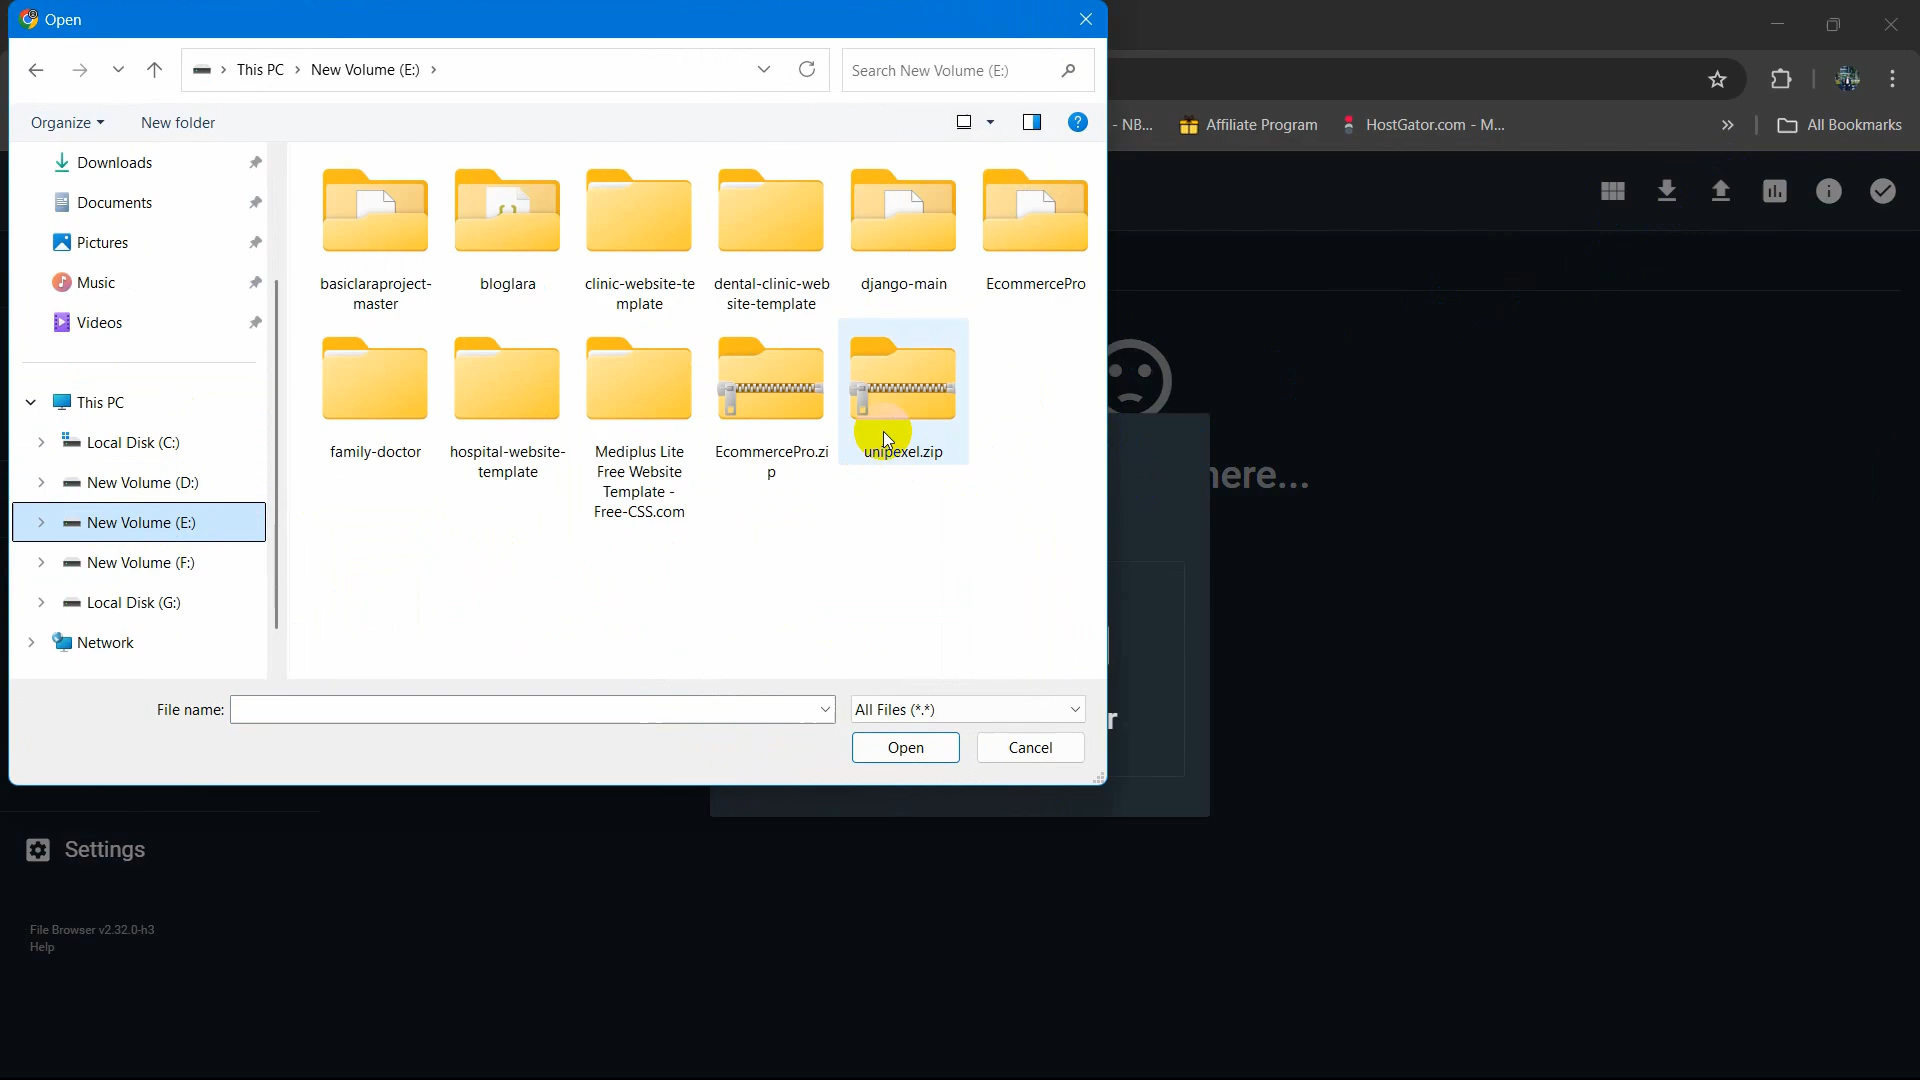 Open
This PC
New Volume (E:)
Search New Volume (E:)
- NB...
Affiliate Program
HostGator.com - M...
All Bookmarks
Organize
New folder
Downloads
Documents
Pictures
Music
Videos
This PC
Local Disk (C:)
New Volume (D:)
New Volume (E:)
New Volume (F:)
Local Disk (G:)
Network
basiclaraproject-
master
bloglara
clinic-website-te
mplate
dental-clinic-web
site-template
django-main
EcommercePro
family-doctor
hospital-website-
template
Mediplus Lite
Free Website
Template -
Free-CSS.com
EcommercePro.zi
p
unipexel.zip
here...
r
File name:
All Files (*.*)
Open
Cancel
Settings
File Browser v2.32.0-h3
Help